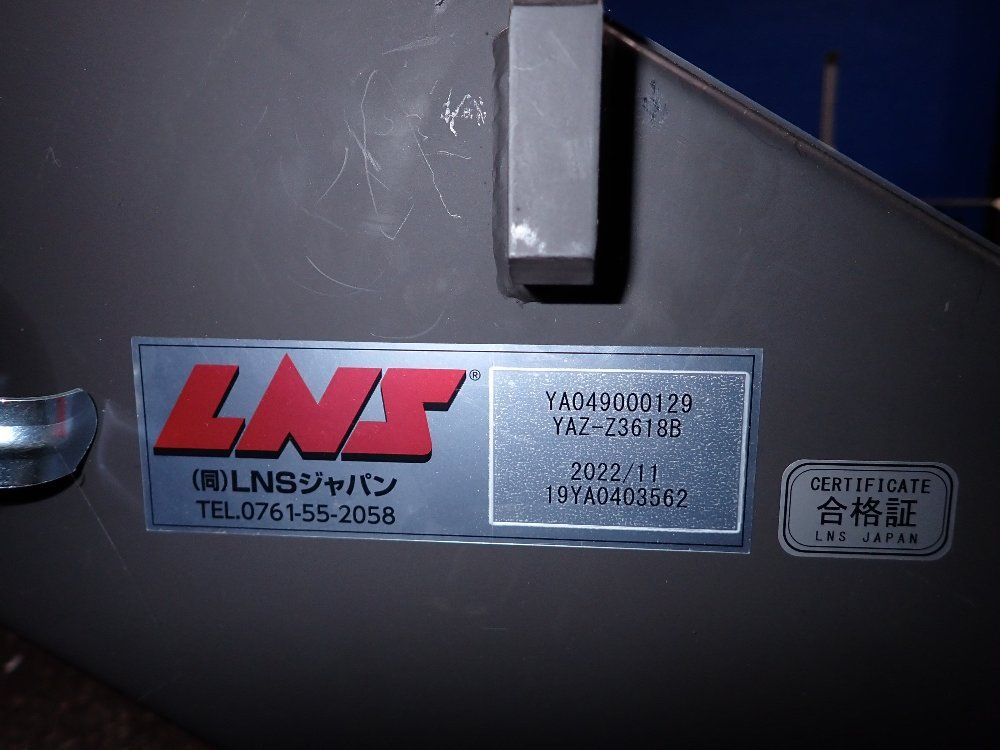 LNS®
(同)LNSジャパン
TEL.0761-55-2058
YA049000129
YAZ-Z3618B
2022/11
19YA0403562
CERTIFICATE
合格証
LNS JAPAN